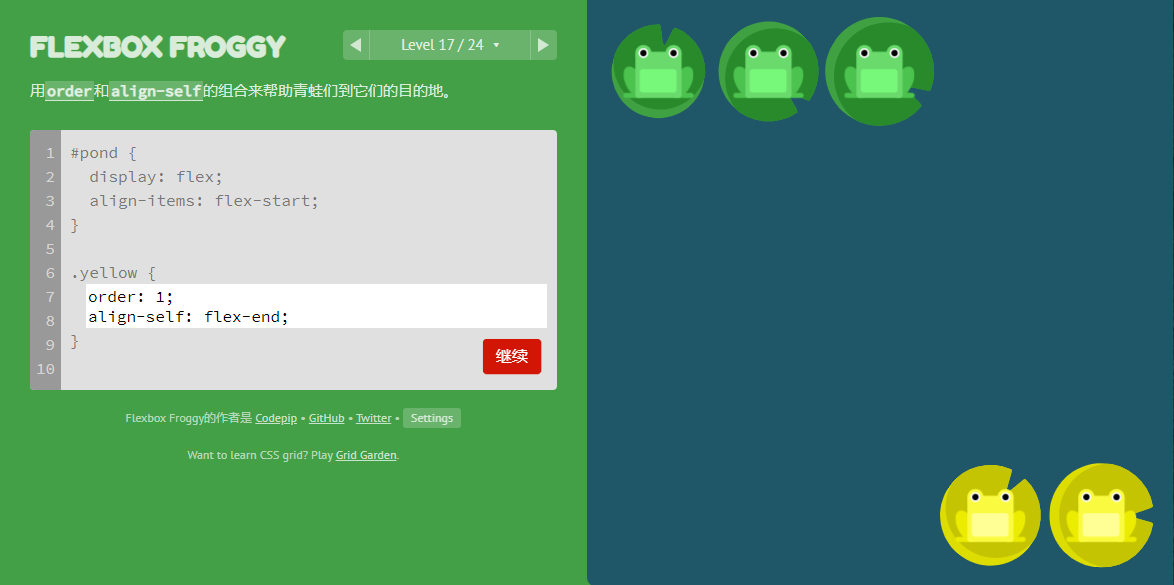 FLEXBOX FROGGY
Level 17 / 24
用order和align-self的组合来帮助青蛙们到它们的目的地。
1 #pond {
2 display: flex;
3 align-items: flex-start;
4 }
5
6 .yellow {
7 order: 1;
8 align-self: flex-end;
9 }
10
继续
Flexbox Froggy的作者是 Codepip • GitHub • Twitter • Settings
Want to learn CSS grid? Play Grid Garden.